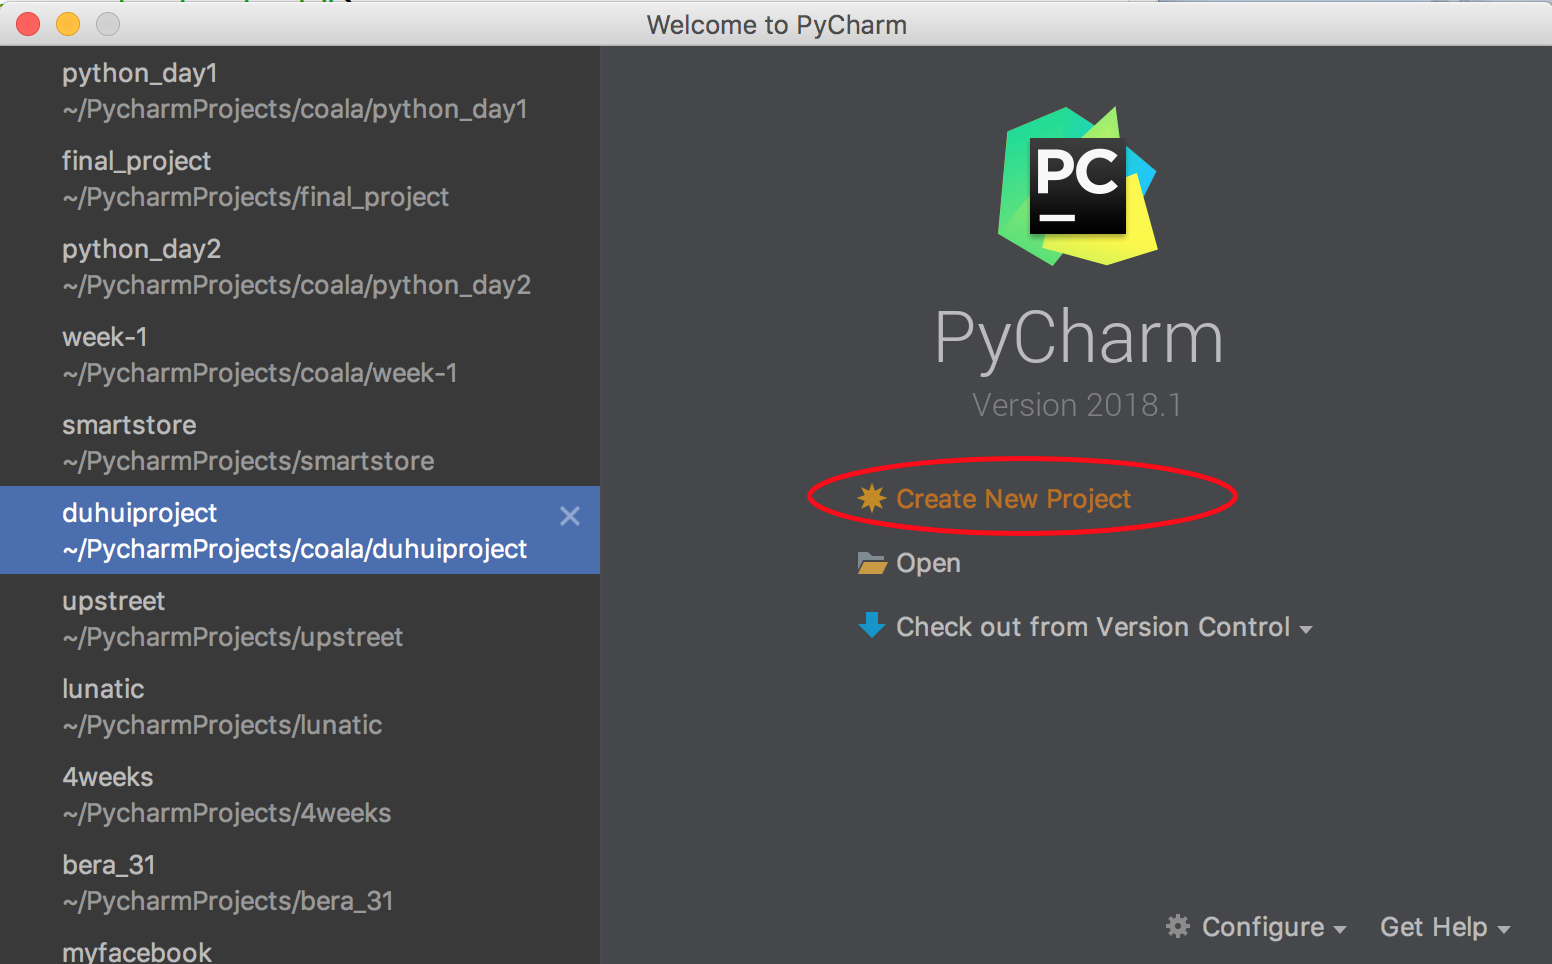 Welcome to PyCharm
python_day1
~/PycharmProjects/coala/python_day1
final_project
~/PycharmProjects/final_project
python_day2
~/PycharmProjects/coala/python_day2
week-1
~/PycharmProjects/coala/week-1
smartstore
~/PycharmProjects/smartstore
duhuiproject
~/PycharmProjects/coala/duhuiproject
upstreet
~/PycharmProjects/upstreet
lunatic
~/PycharmProjects/lunatic
4weeks
~/PycharmProjects/4weeks
bera_31
~/PycharmProjects/bera_31
myfacebook
PC
PyCharm
Version 2018.1
Create New Project
Open
Check out from Version Control
Configure
Get Help